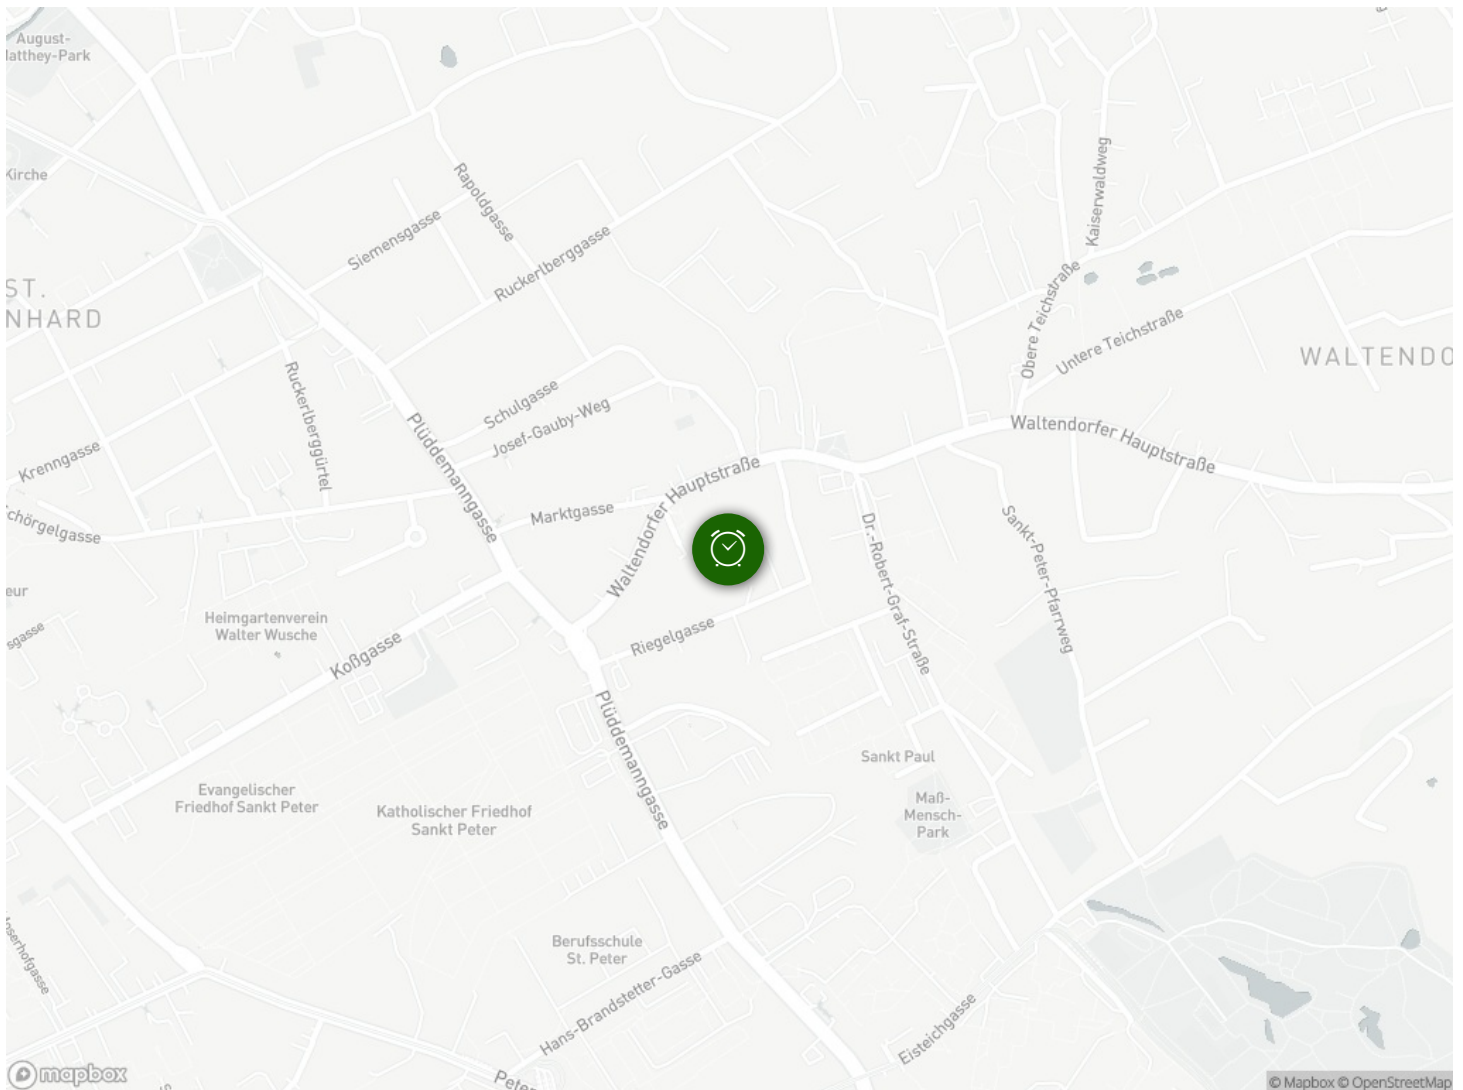 August-
latthey-Park
Kirche
ST.
NHARD
Rapoldgasse
Siemensgasse
Ruckerlberggasse
Kaiserwaldweg
Obere Teichstraße
Untere Teichstraße
WALTENDO
Ruckerlberggürtel
Schulgasse
Josef-Gauby-Weg
Plüddemanngasse
Krenngasse
chörgelgasse
Marktgasse
Waltendorfer Hauptstraße
Waltendorfer Hauptstraße
Dr.-Robert-Graf-Straße
Sankt-Peter-Pfarrweg
eur
sgasse
Heimgartenverein
Walter Wusche
Koßgasse
Riegelgasse
Plüddemanngasse
Sankt Paul
Maß-
Mensch-
Park
Evangelischer
Friedhof Sankt Peter
Katholischer Friedhof
Sankt Peter
Moserhofgasse
Berufsschule
St. Peter
Hans-Brandstetter-Gasse
Eisteichgasse
Peter
mapbox
© Mapbox © OpenStreetMap